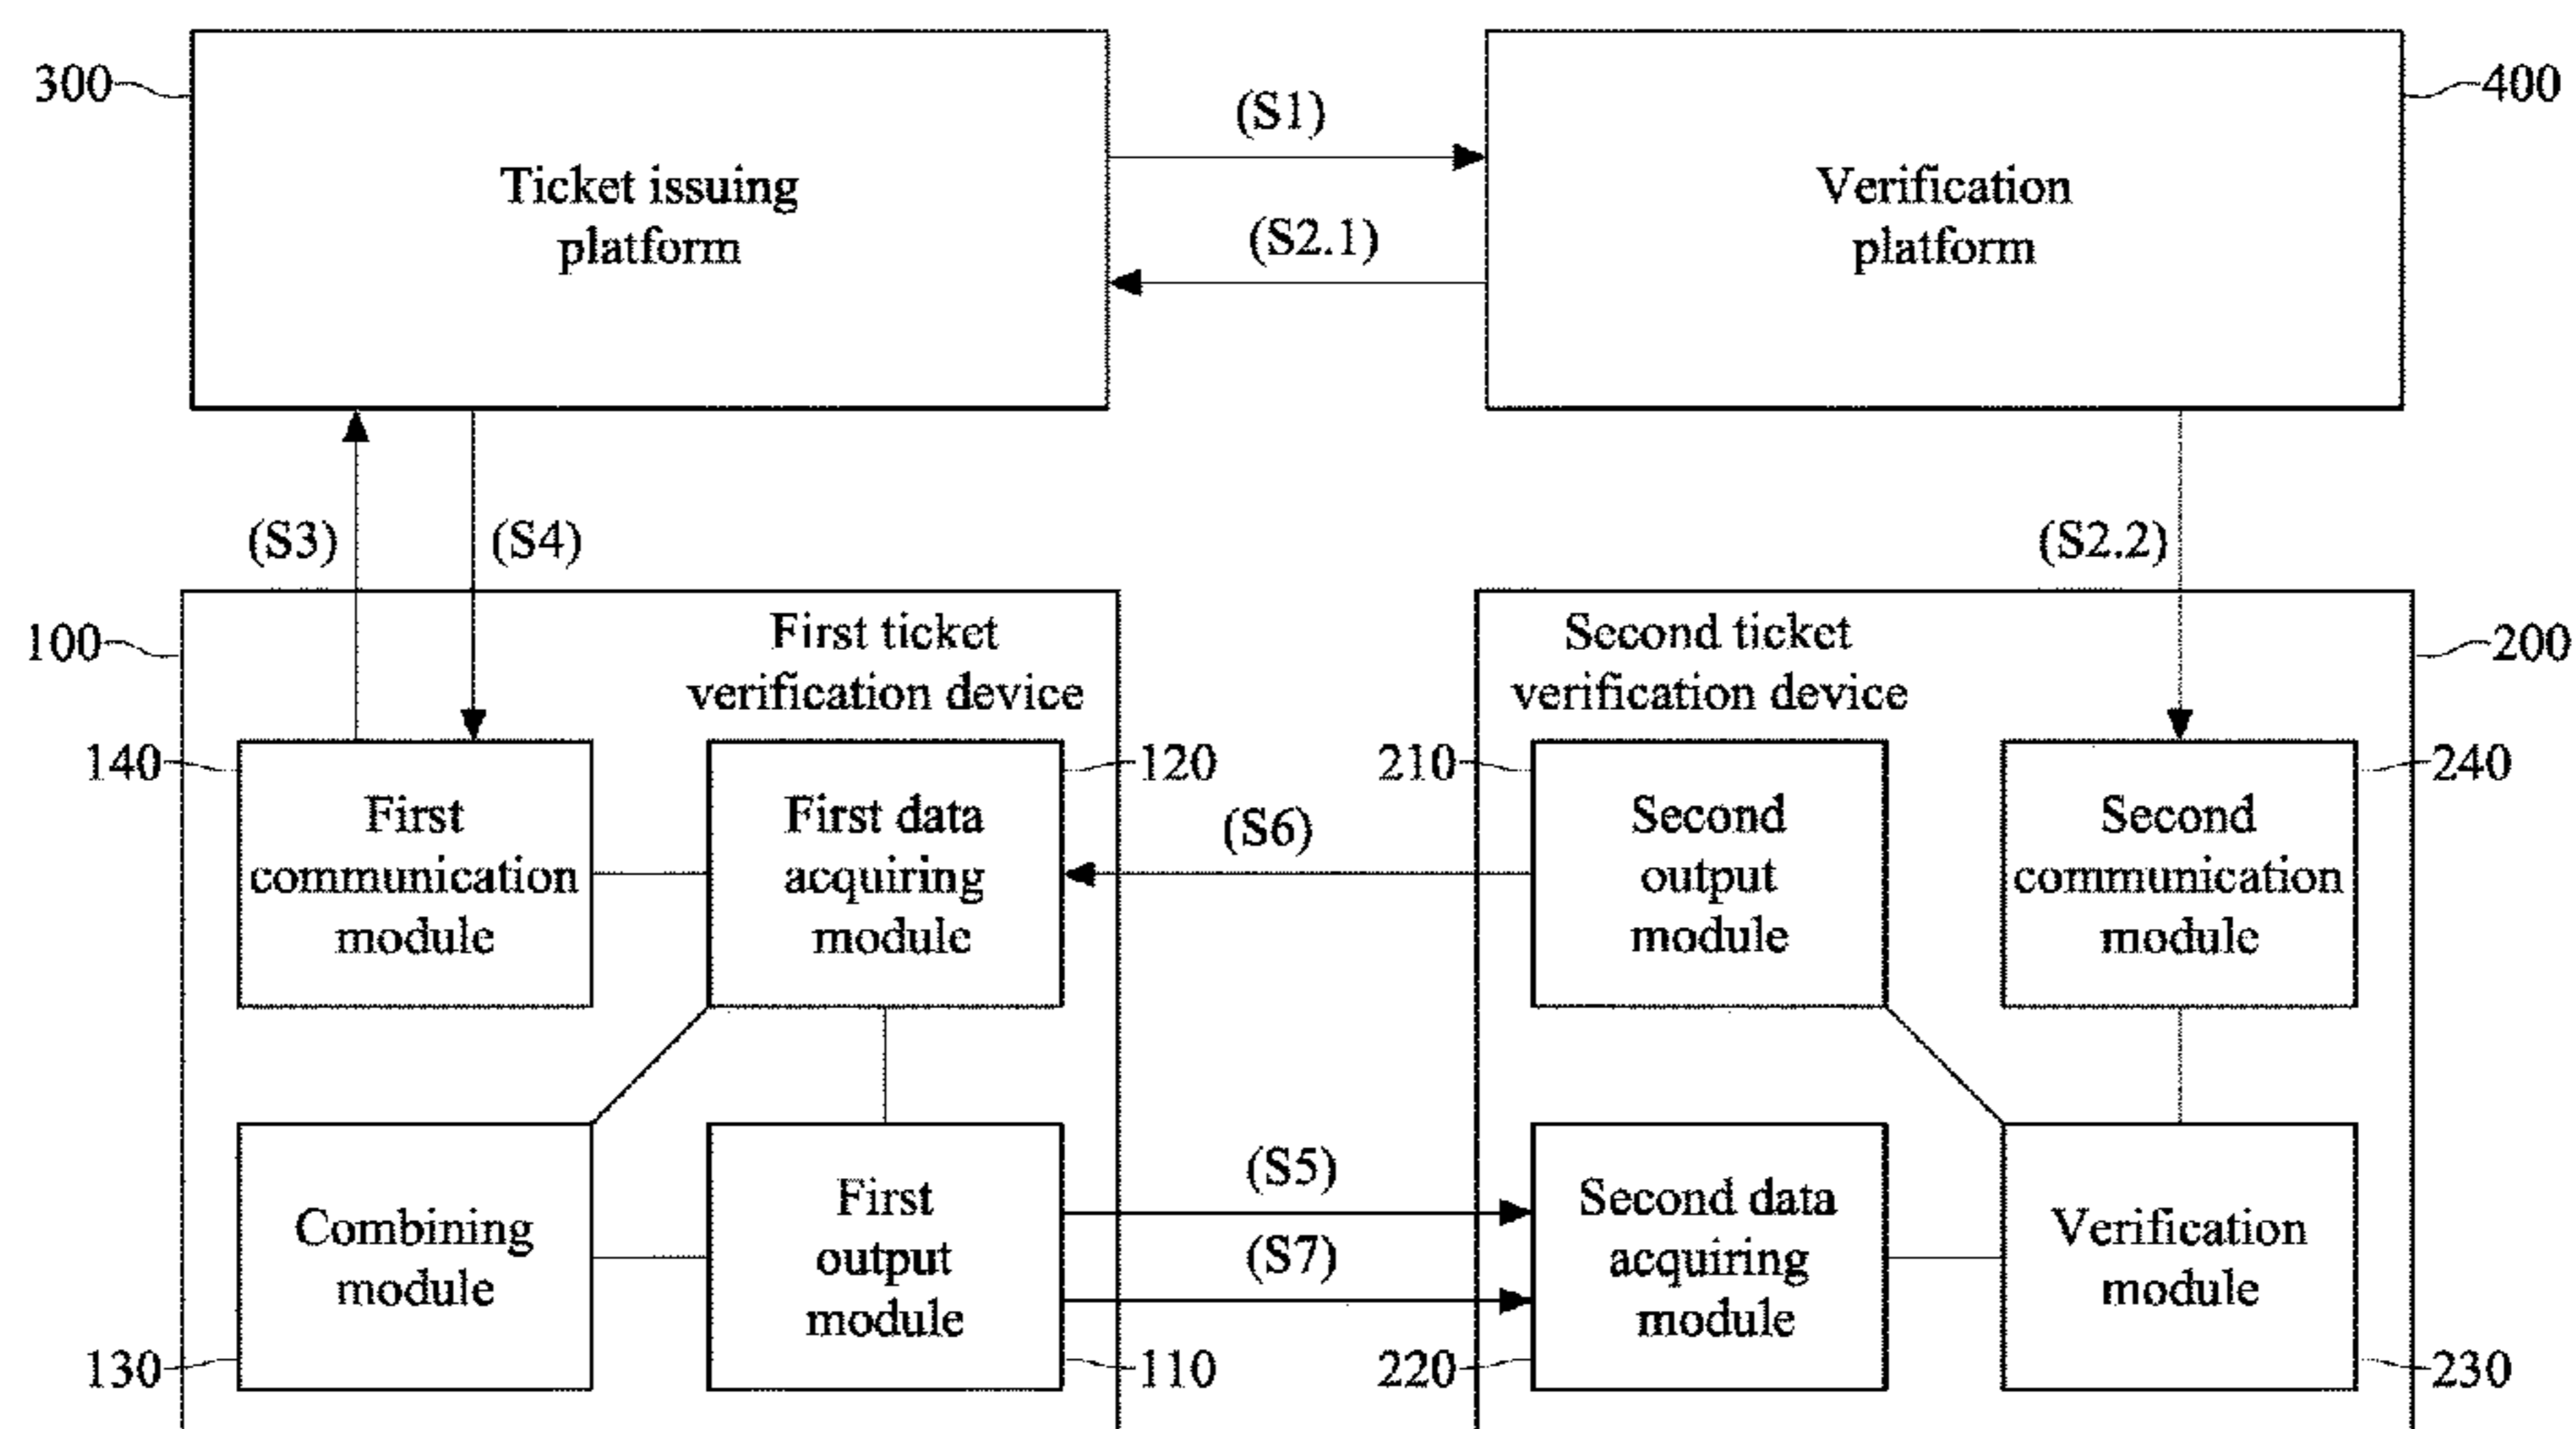 300
400
(S1)
Ticket issuing
platform
Verification
platform
(S2.1)
(S3)
(S4)
(S2.2)
100
First ticket
verification device
Second ticket
verification device
200
140
120
210
240
First
communication
module
First data
acquiring
module
(S6)
Second
output
module
Second
communication
module
Combining
module
First
output
module
(S5)
(S7)
Second data
acquiring
module
Verification
module
130
110
220
230